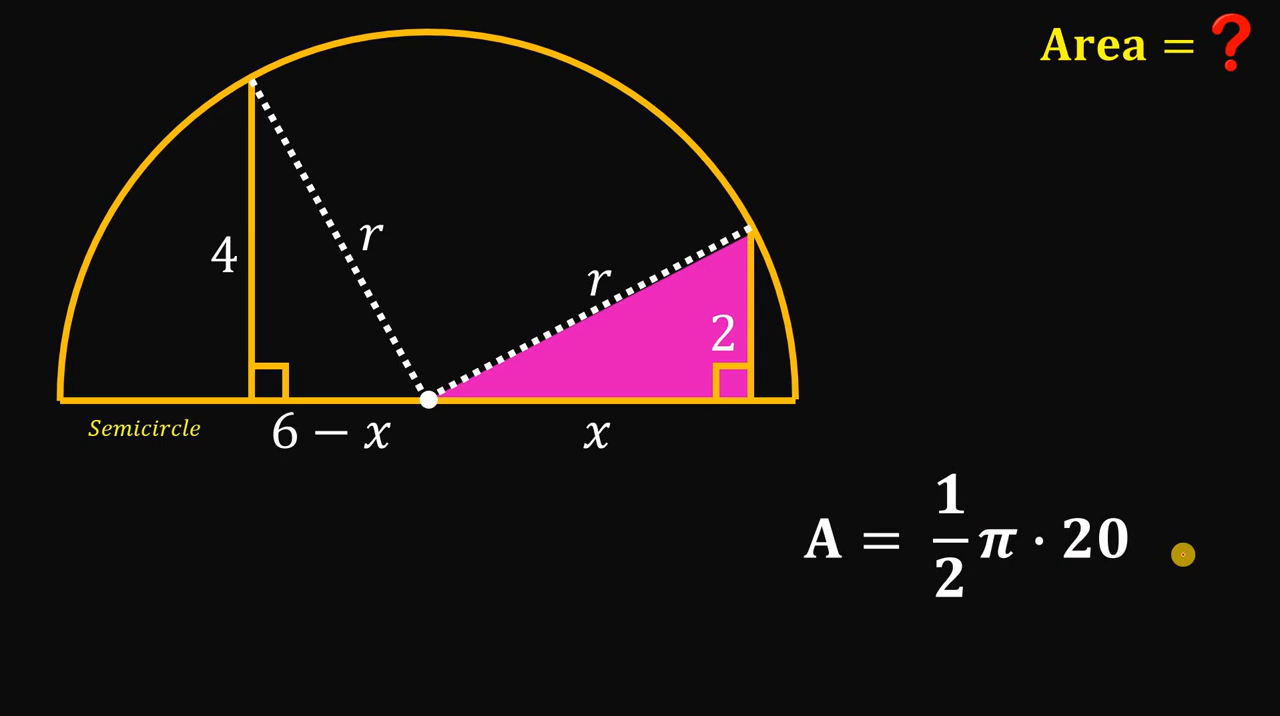 Area = ?
4
r
r
2
Semicircle
6 − x
x
A = 1/2 π · 20